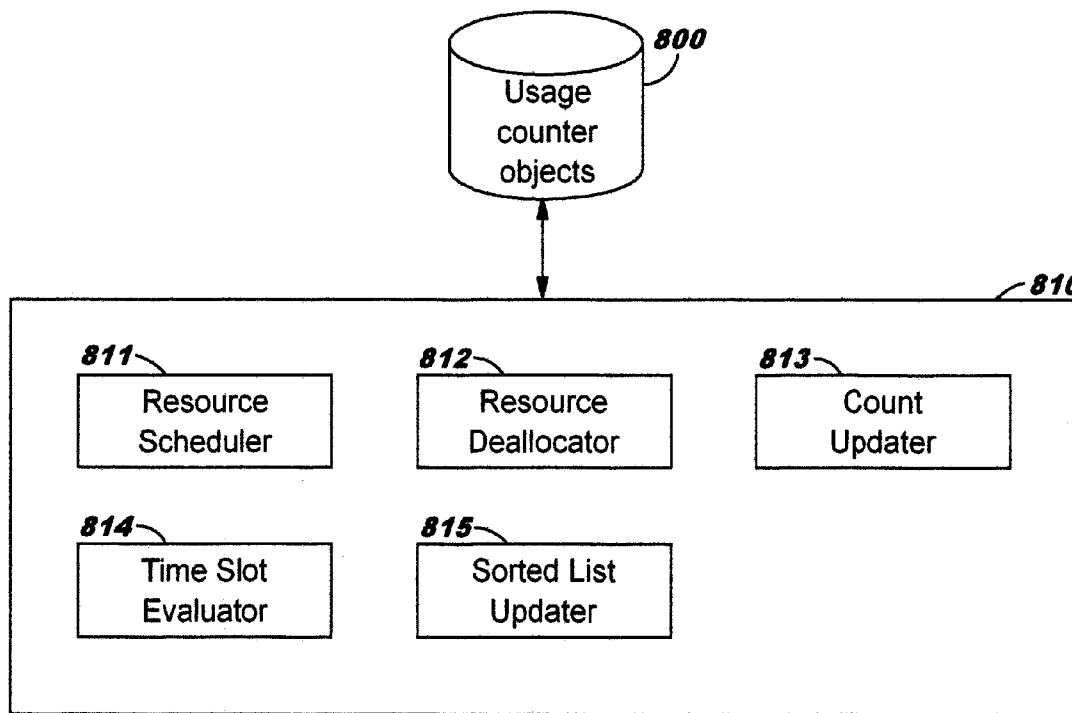 800
Usage
counter
objects
810
811
Resource
Scheduler
812
Resource
Deallocator
813
Count
Updater
814
Time Slot
Evaluator
815
Sorted List
Updater